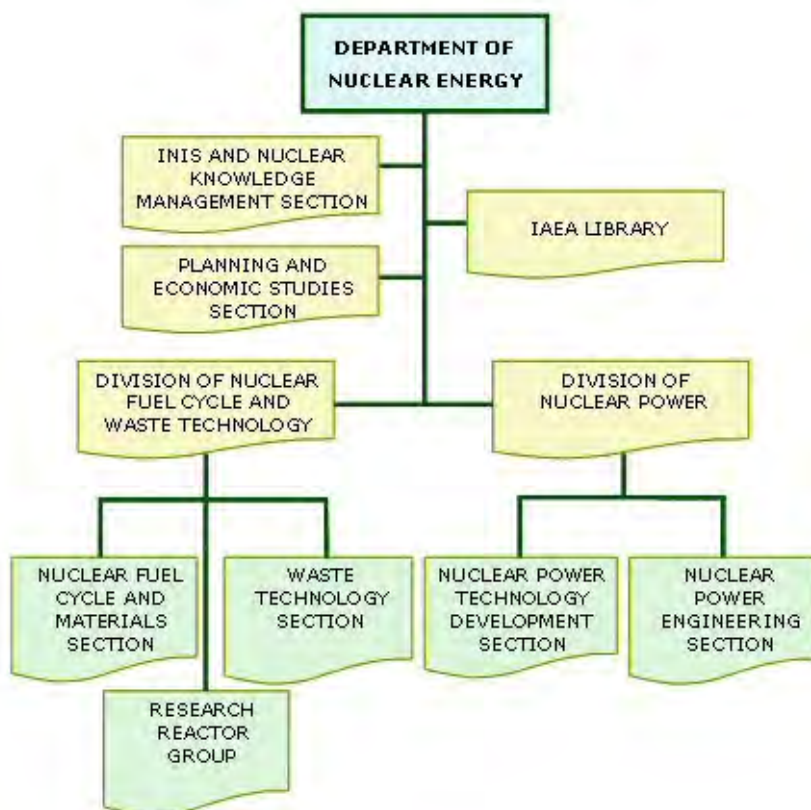 DEPARTMENT OF
NUCLEAR ENERGY
INIS AND NUCLEAR
KNOWLEDGE
MANAGEMENT SECTION
IAEA LIBRARY
PLANNING AND
ECONOMIC STUDIES
SECTION
DIVISION OF NUCLEAR
FUEL CYCLE AND
WASTE TECHNOLOGY
DIVISION OF
NUCLEAR POWER
NUCLEAR FUEL
CYCLE AND
MATERIALS
SECTION
WASTE
TECHNOLOGY
SECTION
NUCLEAR POWER
TECHNOLOGY
DEVELOPMENT
SECTION
NUCLEAR
POWER
ENGINEERING
SECTION
RESEARCH
REACTOR
GROUP